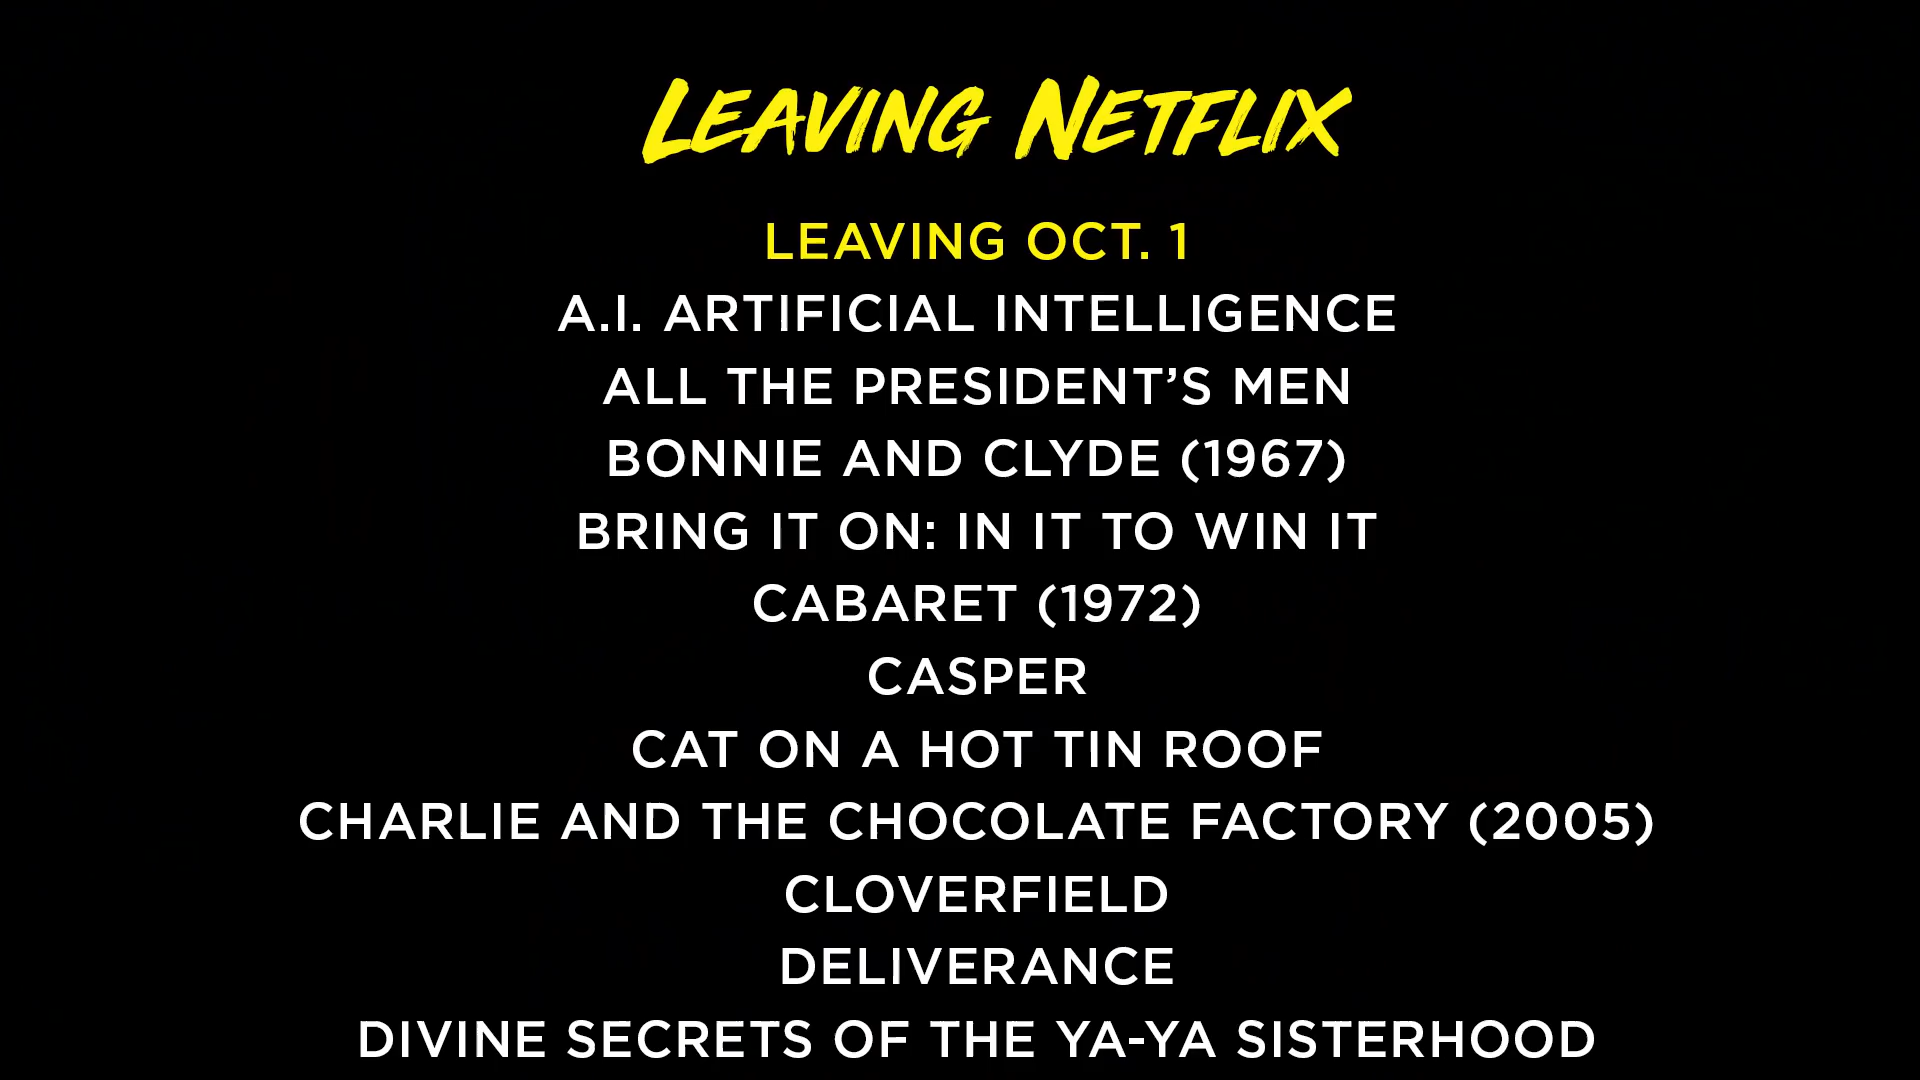 LEAVING NETFLIX
LEAVING OCT. 1
A.I. ARTIFICIAL INTELLIGENCE
ALL THE PRESIDENT’S MEN
BONNIE AND CLYDE (1967)
BRING IT ON: IN IT TO WIN IT
CABARET (1972)
CASPER
CAT ON A HOT TIN ROOF
CHARLIE AND THE CHOCOLATE FACTORY (2005)
CLOVERFIELD
DELIVERANCE
DIVINE SECRETS OF THE YA-YA SISTERHOOD